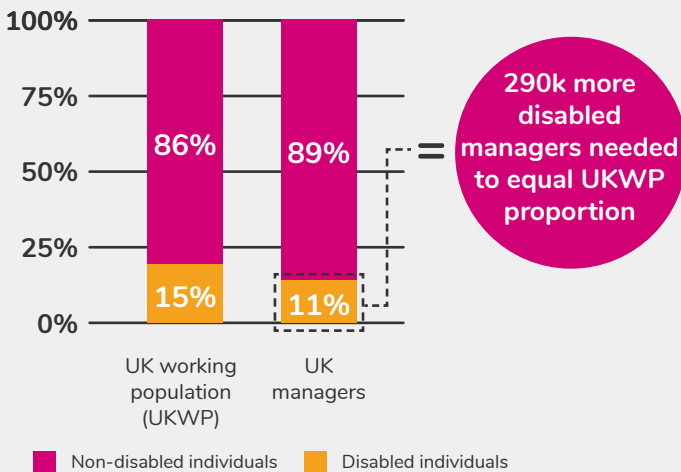 100%
75%
50%
25%
0%
86%
89%
15%
11%
=
290k more
disabled
managers needed
to equal UKWP
proportion
UK working
population
(UKWP)
UK
managers
Non-disabled individuals
Disabled individuals